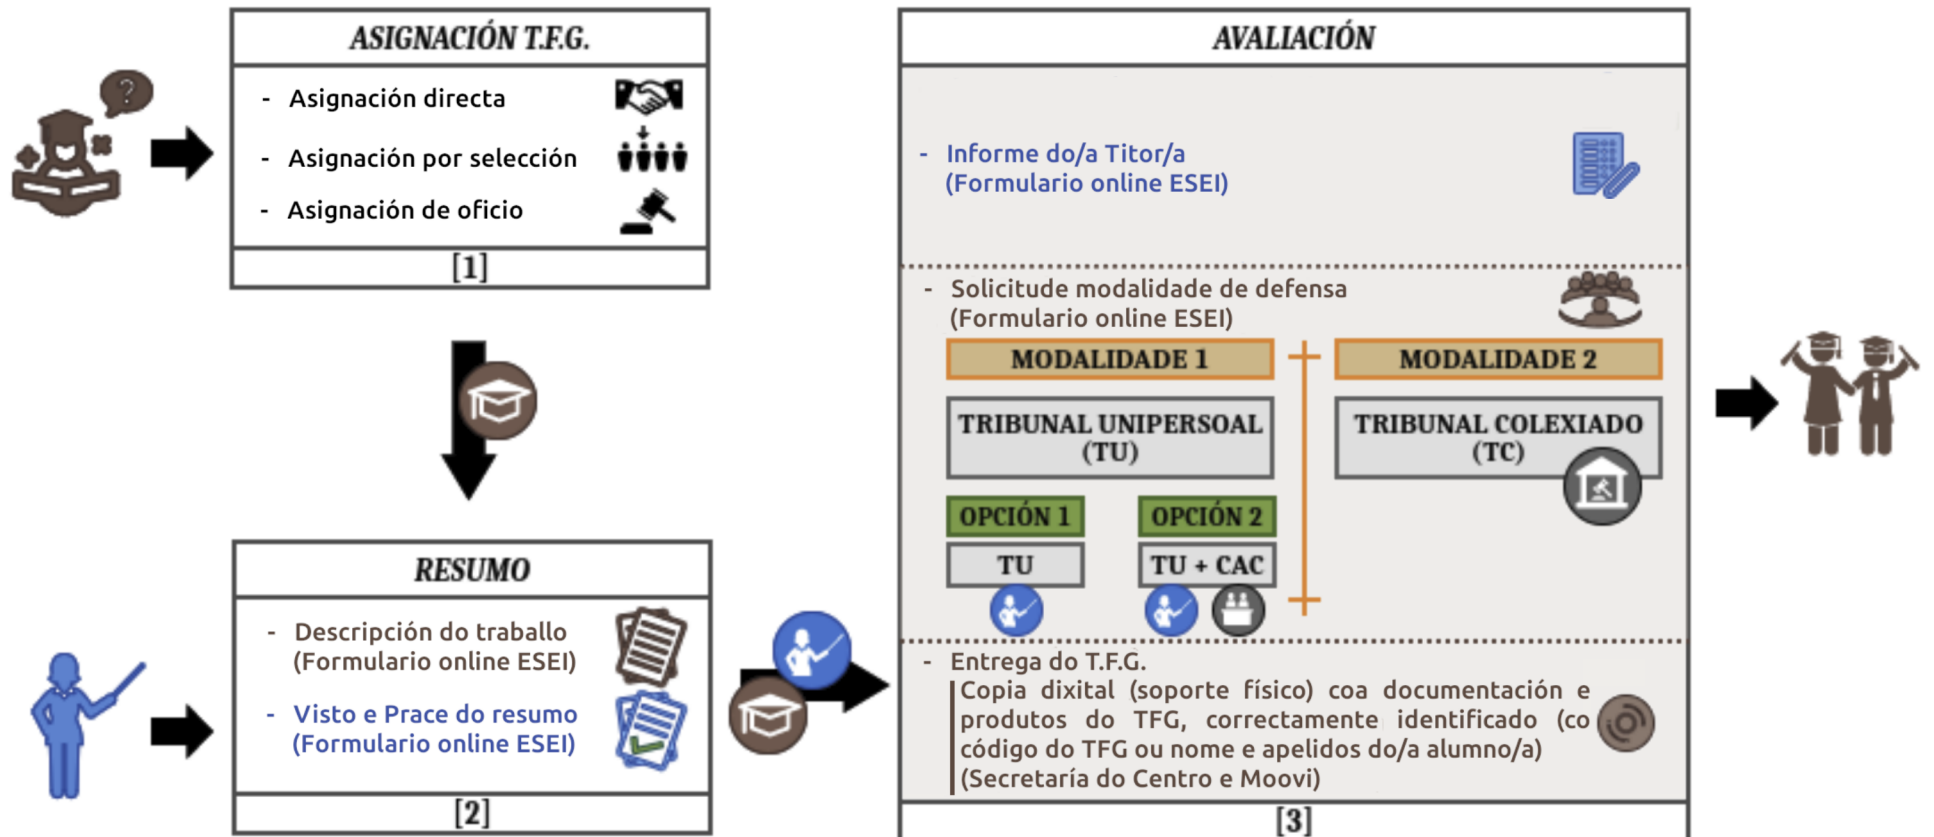 ASIGNACIÓN T.F.G.
- Asignación directa
- Asignación por selección
- Asignación de oficio
[1]
?
RESUMO
- Descripción do traballo
(Formulario online ESEI)
- Visto e Prace do resumo
(Formulario online ESEI)
[2]
AVALIACIÓN
- Informe do/a Titor/a
(Formulario online ESEI)
- Solicitude modalidade de defensa
(Formulario online ESEI)
MODALIDADE 1
MODALIDADE 2
TRIBUNAL UNIPERSOAL
(TU)
TRIBUNAL COLEXIADO
(TC)
OPCIÓN 1
OPCIÓN 2
TU
TU + CAC
- Entrega do T.F.G.
Copia dixital (soporte físico) coa documentación e
produtos do TFG, correctamente identificado (co
código do TFG ou nome e apelidos do/a alumno/a)
(Secretaría do Centro e Moovi)
[3]